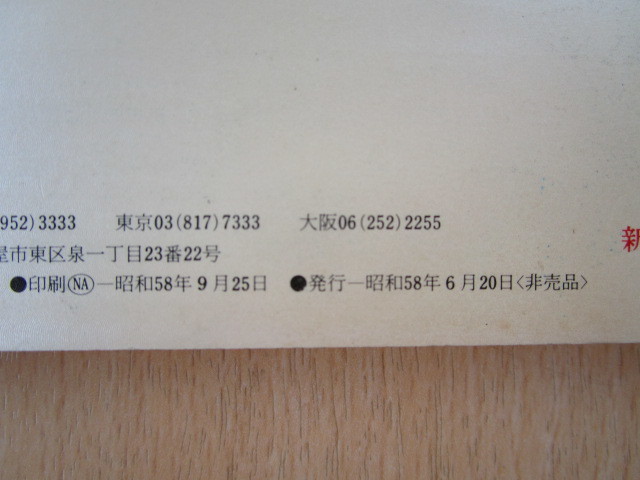 952)3333 東京03(817)7333 大阪06(252)2255
屋市東区泉一丁目23番22号
新
●印刷NA—昭和58年9月25日 ●発行—昭和58年6月20日<非売品>